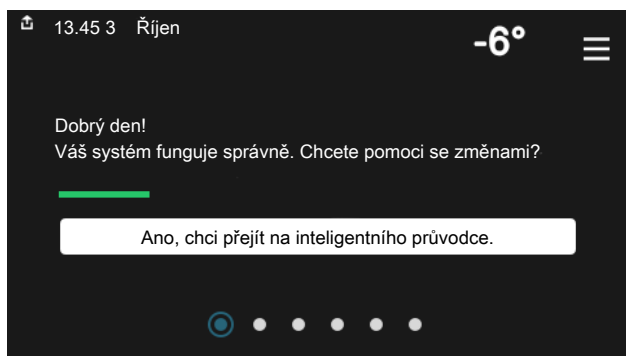 13.45 3 Říjen
-6°
Dobrý den!
Váš systém funguje správně. Chcete pomoci se změnami?
Ano, chci přejít na inteligentního průvodce.